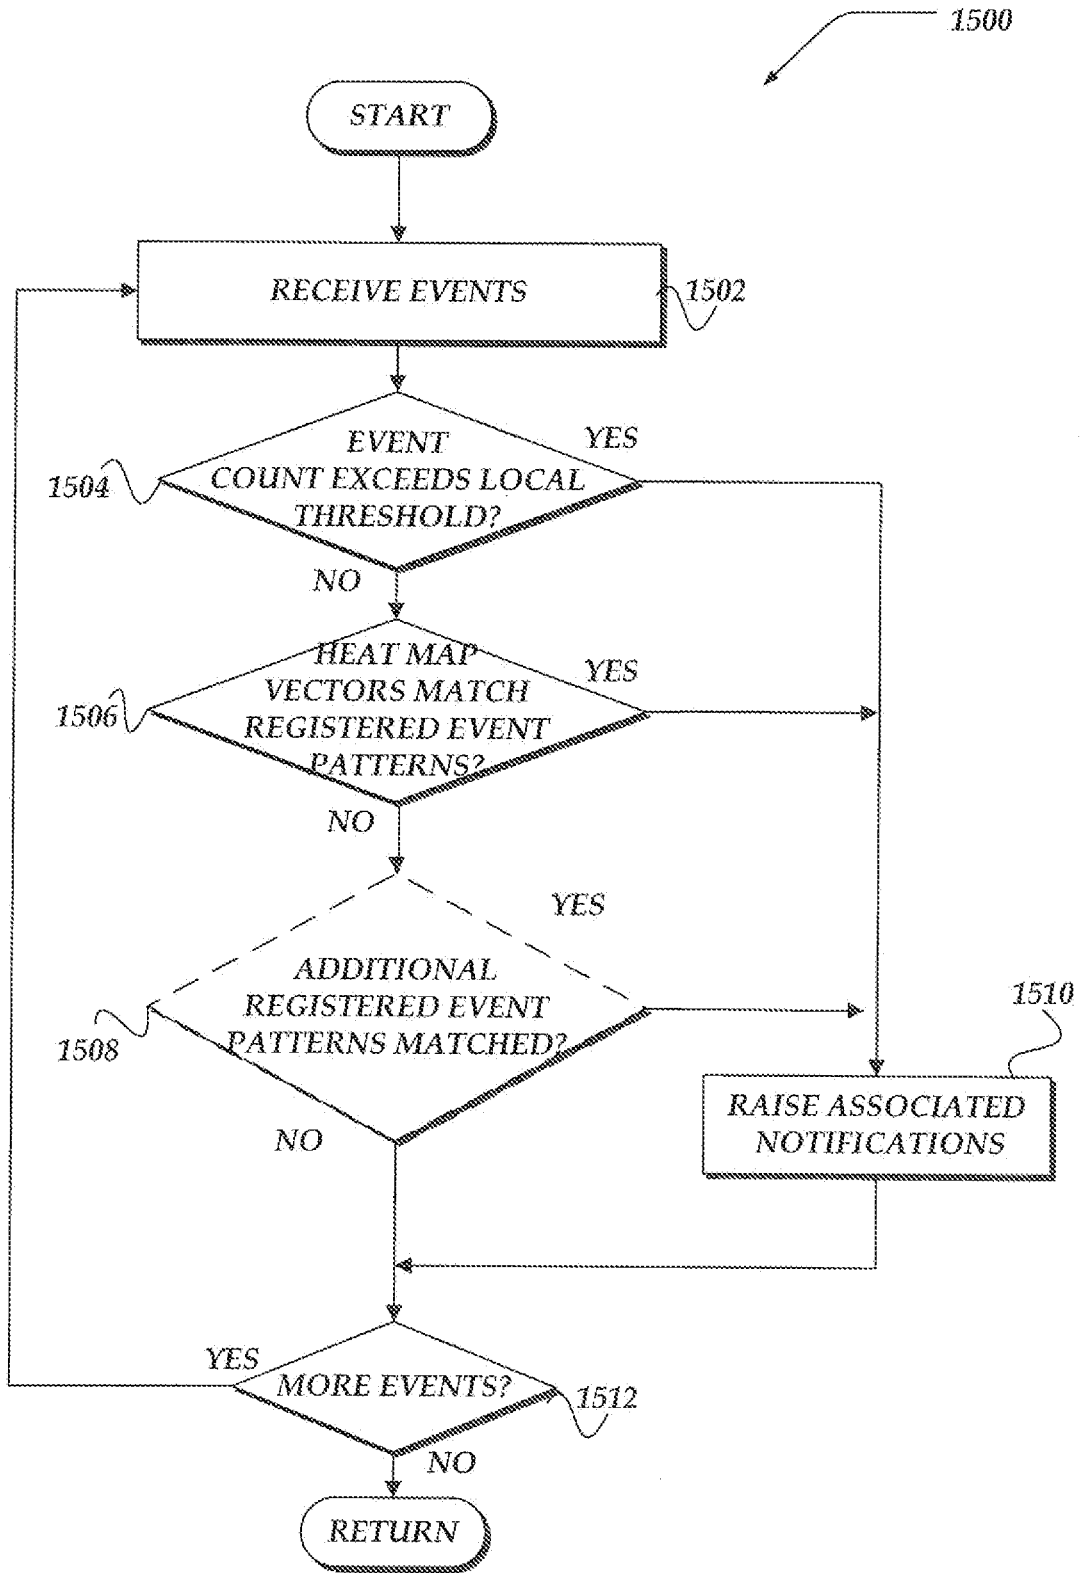 1500
START
RECEIVE EVENTS
1502
EVENT
COUNT EXCEEDS LOCAL
THRESHOLD?
YES
1504
NO
HEAT MAP
VECTORS MATCH
REGISTERED EVENT
PATTERNS?
YES
1506
NO
YES
ADDITIONAL
REGISTERED EVENT
PATTERNS MATCHED?
1508
1510
RAISE ASSOCIATED
NOTIFICATIONS
NO
YES
MORE EVENTS?
1512
NO
RETURN